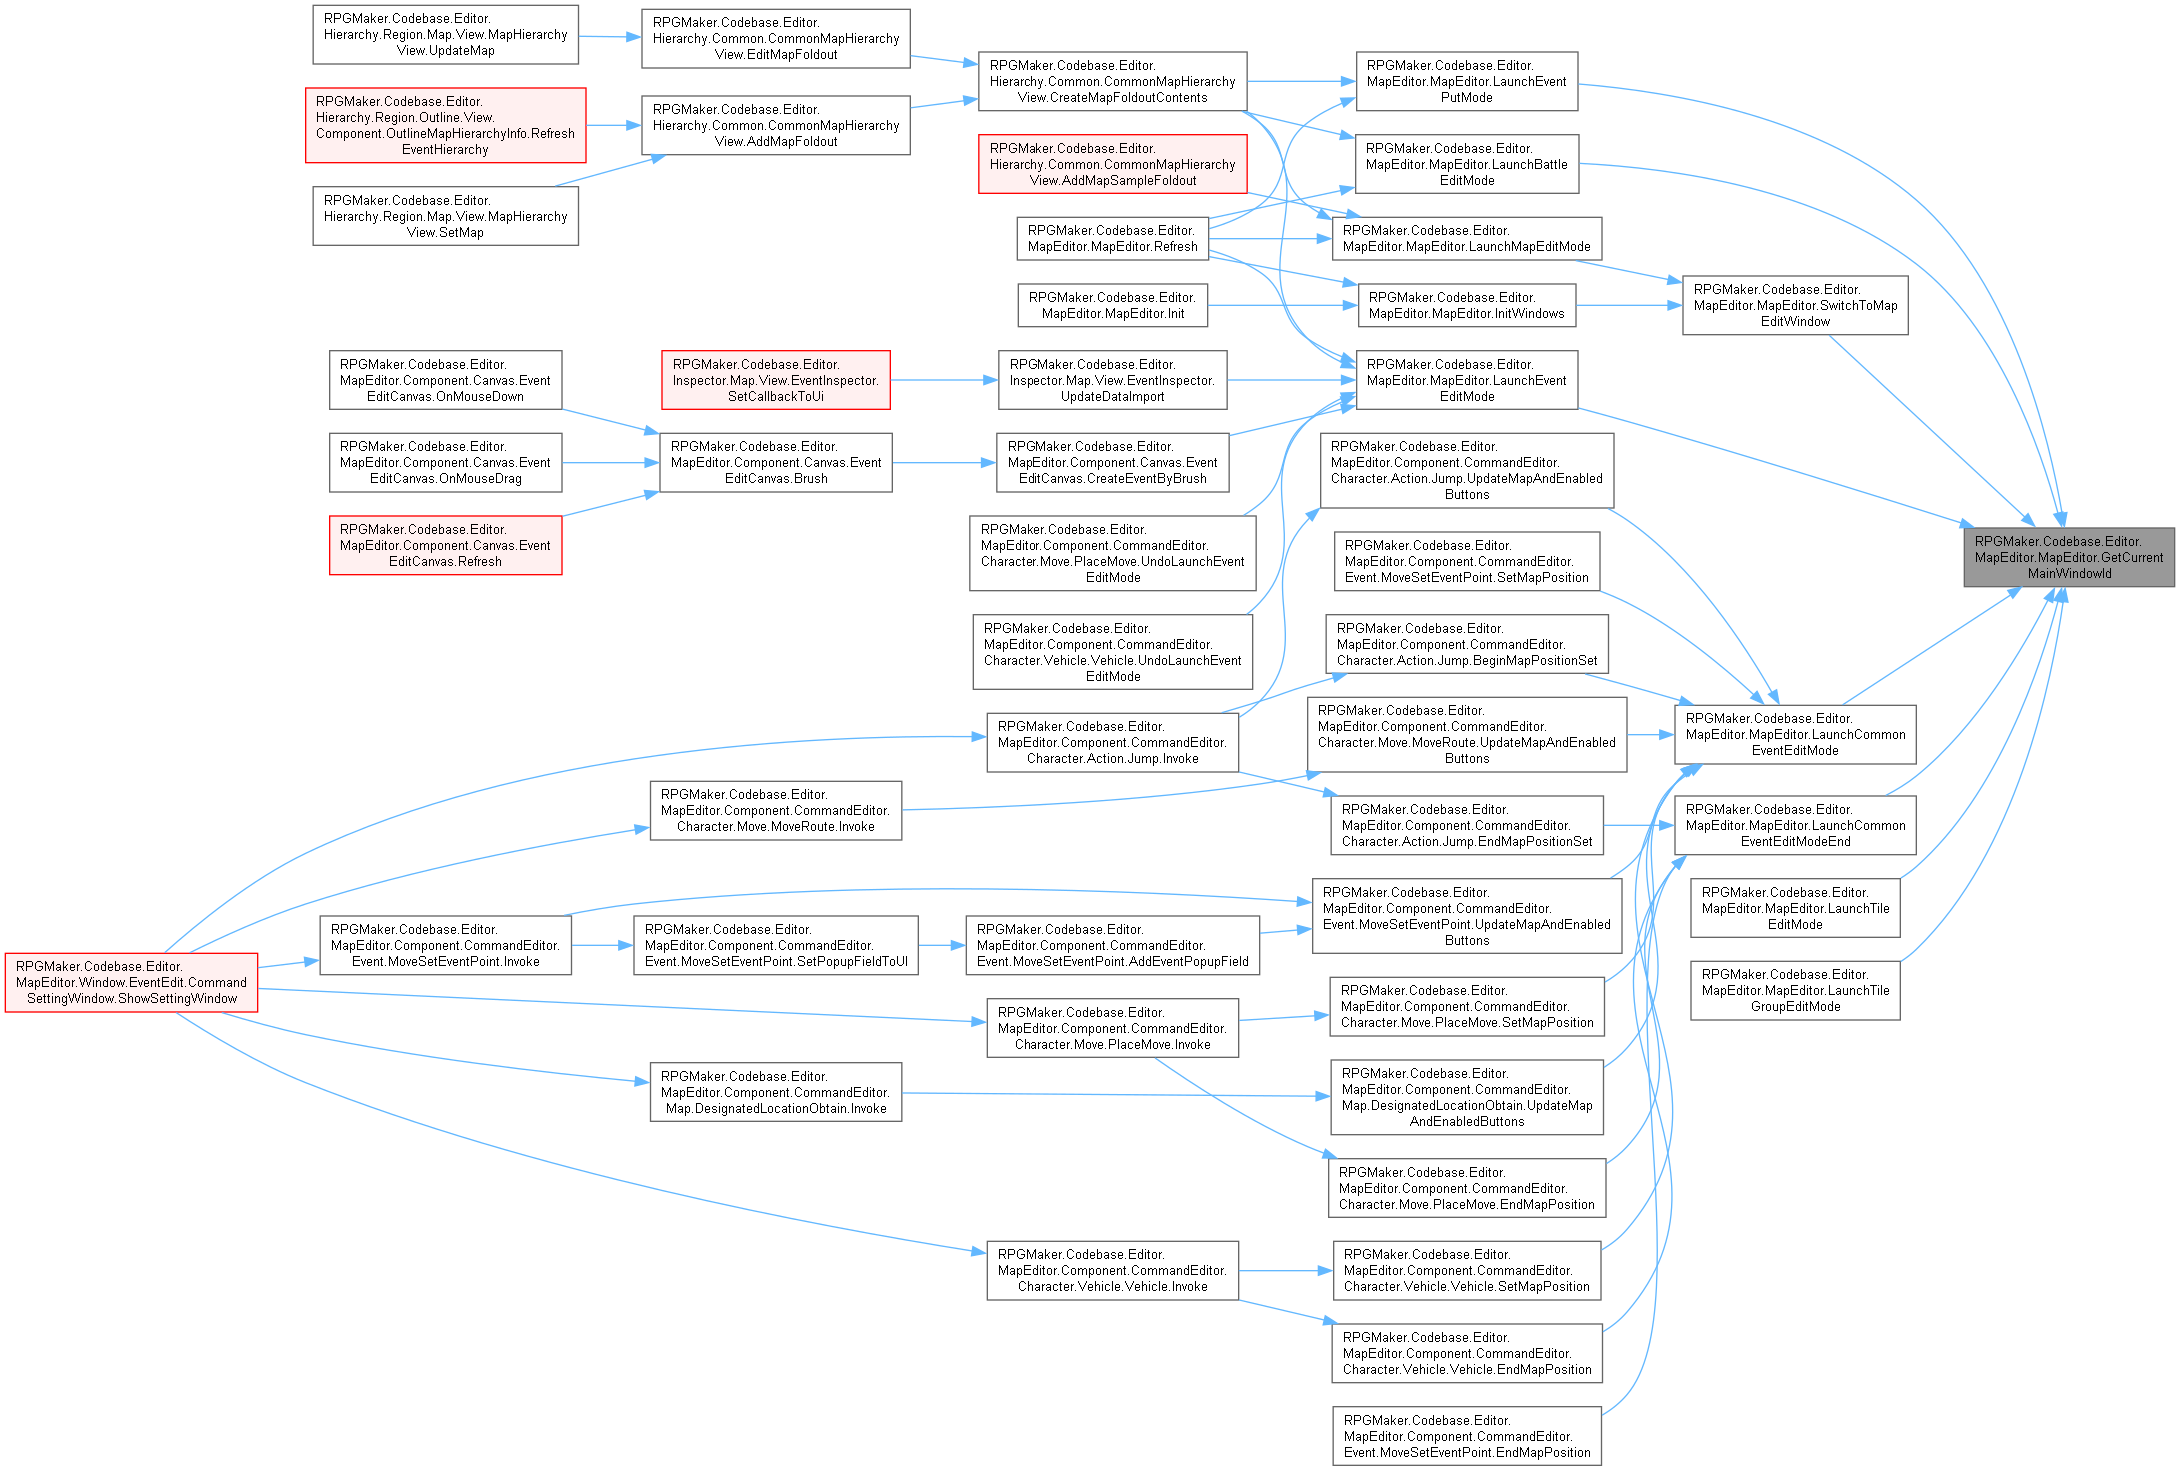 RPGMaker.Codebase.Editor.
Hierarchy.Region.Map.View.MapHierarchy
View.UpdateMap
RPGMaker.Codebase.Editor.
Hierarchy.Region.Outline.View.
Component.OutlineMapHierarchyInfo.Refresh
EventHierarchy
RPGMaker.Codebase.Editor.
Hierarchy.Region.Map.View.MapHierarchy
View.SetMap
RPGMaker.Codebase.Editor.
MapEditor.Component.Canvas.Event
EditCanvas.OnMouseDown
RPGMaker.Codebase.Editor.
MapEditor.Component.Canvas.Event
EditCanvas.OnMouseDrag
RPGMaker.Codebase.Editor.
MapEditor.Component.Canvas.Event
EditCanvas.Refresh
RPGMaker.Codebase.Editor.
MapEditor.Window.EventEdit.Command
SettingWindow.ShowSettingWindow
RPGMaker.Codebase.Editor.
MapEditor.Component.CommandEditor.
Event.MoveSetEventPoint.Invoke
RPGMaker.Codebase.Editor.
Hierarchy.Common.CommonMapHierarchy
View.EditMapFoldout
RPGMaker.Codebase.Editor.
Hierarchy.Common.CommonMapHierarchy
View.AddMapFoldout
RPGMaker.Codebase.Editor.
Inspector.Map.View.EventInspector.
SetCallbackToUi
RPGMaker.Codebase.Editor.
MapEditor.Component.Canvas.Event
EditCanvas.Brush
RPGMaker.Codebase.Editor.
MapEditor.Component.CommandEditor.
Character.Move.MoveRoute.Invoke
RPGMaker.Codebase.Editor.
MapEditor.Component.CommandEditor.
Event.MoveSetEventPoint.SetPopupFieldToUI
RPGMaker.Codebase.Editor.
MapEditor.Component.CommandEditor.
Map.DesignatedLocationObtain.Invoke
RPGMaker.Codebase.Editor.
Hierarchy.Common.CommonMapHierarchy
View.CreateMapFoldoutContents
RPGMaker.Codebase.Editor.
Hierarchy.Common.CommonMapHierarchy
View.AddMapSampleFoldout
RPGMaker.Codebase.Editor.
MapEditor.MapEditor.Refresh
RPGMaker.Codebase.Editor.
MapEditor.MapEditor.Init
RPGMaker.Codebase.Editor.
Inspector.Map.View.EventInspector.
UpdateDataImport
RPGMaker.Codebase.Editor.
MapEditor.Component.Canvas.Event
EditCanvas.CreateEventByBrush
RPGMaker.Codebase.Editor.
MapEditor.Component.CommandEditor.
Character.Move.PlaceMove.UndoLaunchEvent
EditMode
RPGMaker.Codebase.Editor.
MapEditor.Component.CommandEditor.
Character.Vehicle.Vehicle.UndoLaunchEvent
EditMode
RPGMaker.Codebase.Editor.
MapEditor.Component.CommandEditor.
Character.Action.Jump.Invoke
RPGMaker.Codebase.Editor.
MapEditor.Component.CommandEditor.
Event.MoveSetEventPoint.AddEventPopupField
RPGMaker.Codebase.Editor.
MapEditor.Component.CommandEditor.
Character.Move.PlaceMove.Invoke
RPGMaker.Codebase.Editor.
MapEditor.Component.CommandEditor.
Character.Vehicle.Vehicle.Invoke
RPGMaker.Codebase.Editor.
MapEditor.MapEditor.LaunchEvent
PutMode
RPGMaker.Codebase.Editor.
MapEditor.MapEditor.LaunchBattle
EditMode
RPGMaker.Codebase.Editor.
MapEditor.MapEditor.LaunchMapEditMode
RPGMaker.Codebase.Editor.
MapEditor.MapEditor.InitWindows
RPGMaker.Codebase.Editor.
MapEditor.MapEditor.LaunchEvent
EditMode
RPGMaker.Codebase.Editor.
MapEditor.Component.CommandEditor.
Character.Action.Jump.UpdateMapAndEnabled
Buttons
RPGMaker.Codebase.Editor.
MapEditor.Component.CommandEditor.
Event.MoveSetEventPoint.SetMapPosition
RPGMaker.Codebase.Editor.
MapEditor.Component.CommandEditor.
Character.Action.Jump.BeginMapPositionSet
RPGMaker.Codebase.Editor.
MapEditor.Component.CommandEditor.
Character.Move.MoveRoute.UpdateMapAndEnabled
Buttons
RPGMaker.Codebase.Editor.
MapEditor.Component.CommandEditor.
Character.Action.Jump.EndMapPositionSet
RPGMaker.Codebase.Editor.
MapEditor.Component.CommandEditor.
Event.MoveSetEventPoint.UpdateMapAndEnabled
Buttons
RPGMaker.Codebase.Editor.
MapEditor.Component.CommandEditor.
Character.Move.PlaceMove.SetMapPosition
RPGMaker.Codebase.Editor.
MapEditor.Component.CommandEditor.
Map.DesignatedLocationObtain.UpdateMap
AndEnabledButtons
RPGMaker.Codebase.Editor.
MapEditor.Component.CommandEditor.
Character.Move.PlaceMove.EndMapPosition
RPGMaker.Codebase.Editor.
MapEditor.Component.CommandEditor.
Character.Vehicle.Vehicle.SetMapPosition
RPGMaker.Codebase.Editor.
MapEditor.Component.CommandEditor.
Character.Vehicle.Vehicle.EndMapPosition
RPGMaker.Codebase.Editor.
MapEditor.Component.CommandEditor.
Event.MoveSetEventPoint.EndMapPosition
RPGMaker.Codebase.Editor.
MapEditor.MapEditor.SwitchToMap
EditWindow
RPGMaker.Codebase.Editor.
MapEditor.MapEditor.LaunchCommon
EventEditMode
RPGMaker.Codebase.Editor.
MapEditor.MapEditor.LaunchCommon
EventEditModeEnd
RPGMaker.Codebase.Editor.
MapEditor.MapEditor.LaunchTile
EditMode
RPGMaker.Codebase.Editor.
MapEditor.MapEditor.LaunchTile
GroupEditMode
RPGMaker.Codebase.Editor.
MapEditor.MapEditor.GetCurrent
MainWindowId